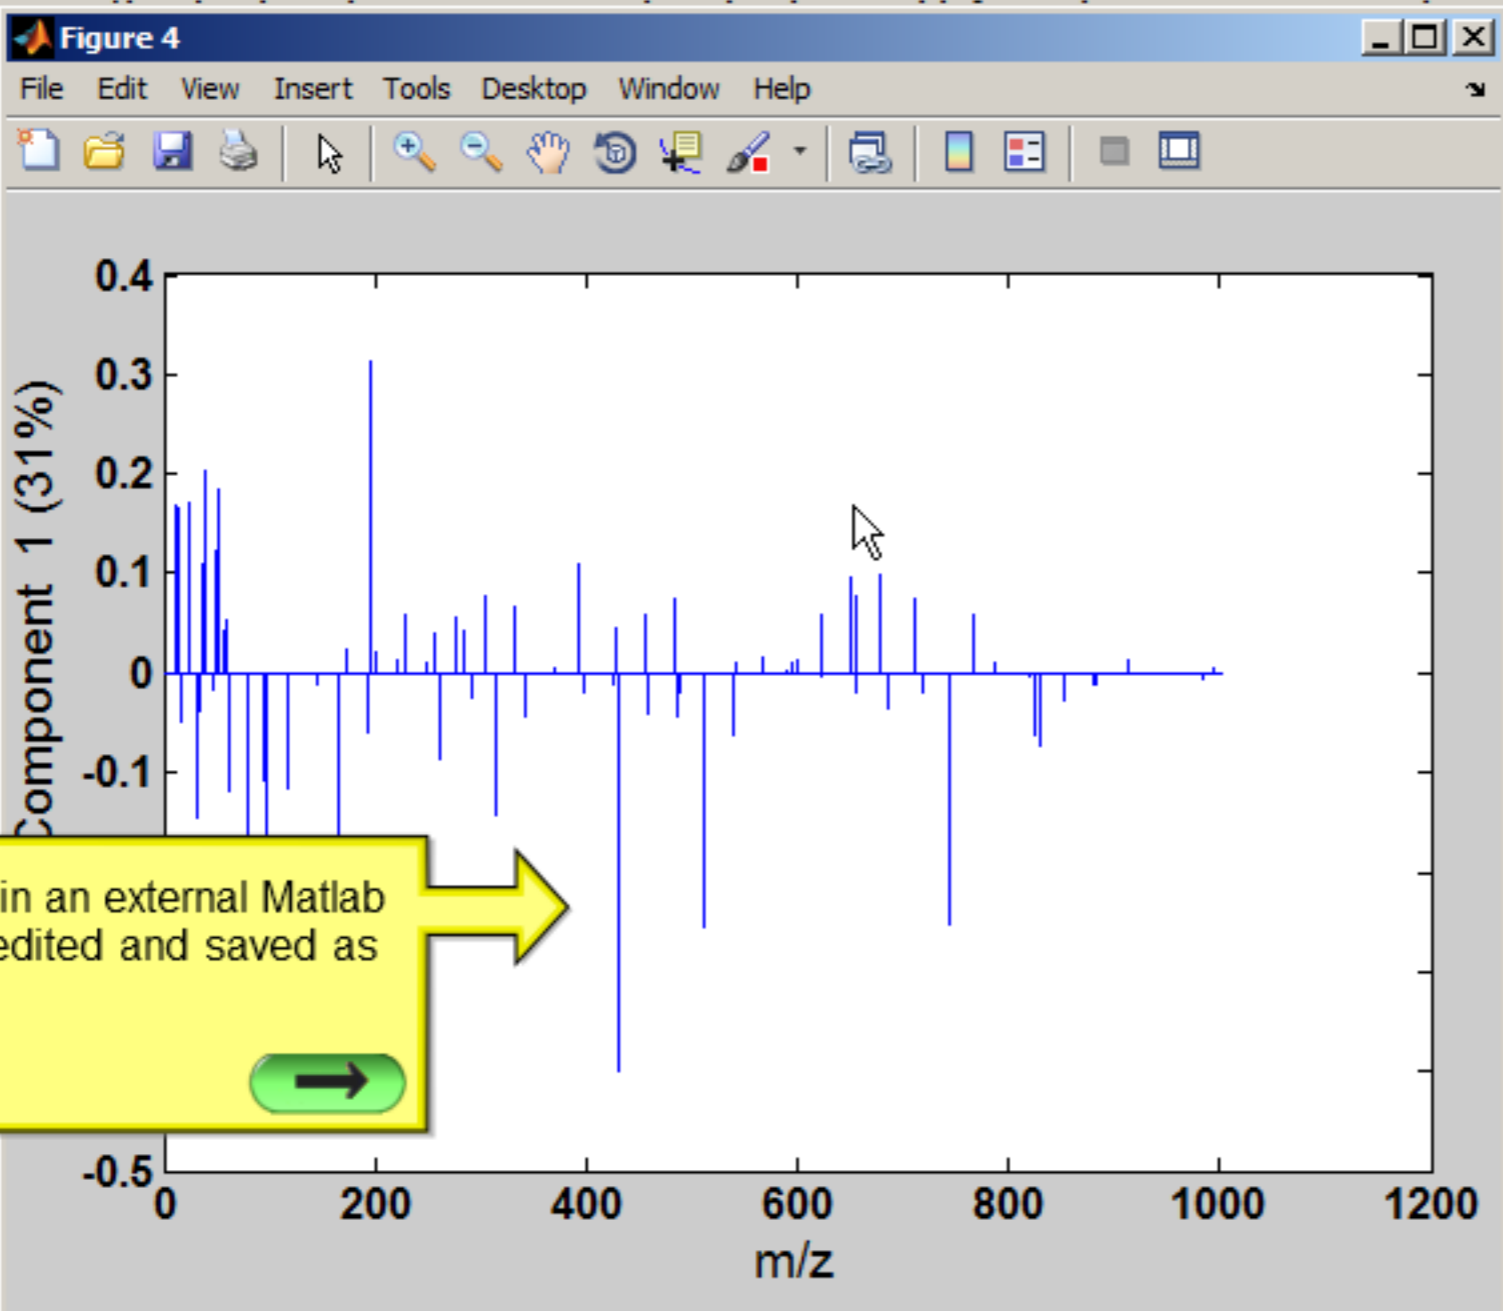 Figure 4
File Edit View Insert Tools Desktop Window Help
0.4
0.3
0.2
0.1
0
-0.1
-0.5
Component 1 (31%)
in an external Matlab
edited and saved as
0 200 400 600 800 1000 1200
m/z